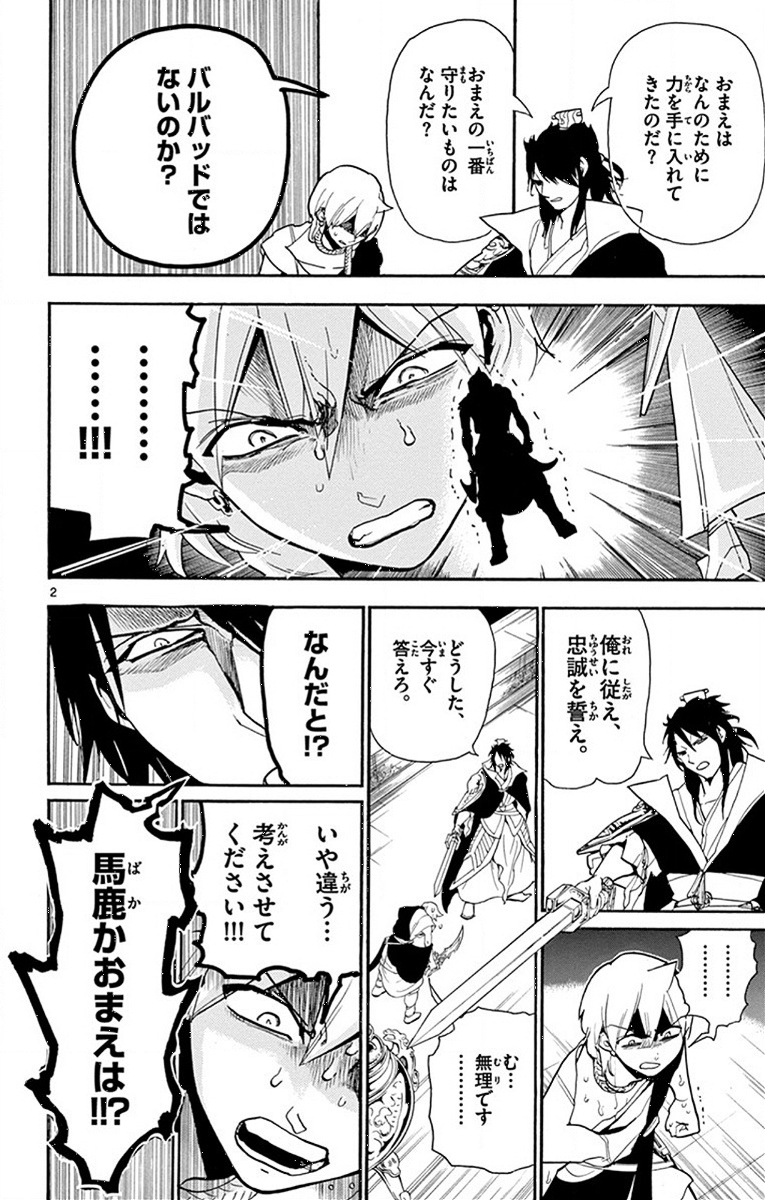 おまえは
なんのために
力を手に入れて
きたのだ?
おまえの一番
守りたいものは
なんだ?
バルバッドでは
ないのか?
………
……!!!
2
俺に従え、
忠誠を誓え。
どうした、
今すぐ
答えろ。
なんだと!?
………
……
む…
無理です
………
いや違う…
考えさせて
ください!!!
馬鹿かおまえは!!?